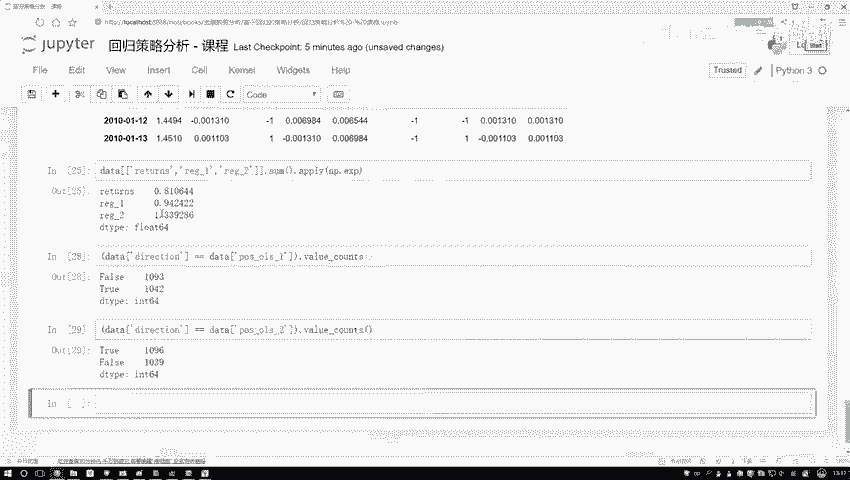 http://localhost:8888/notebooks/
jupyter 回归策略分析 - 课程 Last Checkpoint: 5 minutes ago (unsaved changes)
File Edit View Insert Cell Kernel Widgets Help
Trusted Python 3
Code
2010-01-12 1.4494 -0.001310 -1 0.006984 0.006544 -1 -1 0.001310 0.001310
2010-01-13 1.4510 0.001103 1 -0.001310 0.006984 -1 1 -0.001103 0.001103
In [25]: data[['returns','reg_1','reg_2']].sum().apply(np.exp)
Out[25]: returns 0.810644
reg_1 0.942422
reg_2 1.339286
dtype: float64
In [28] (data['direction'] == data['pos_ols_1']).value_counts
Out[28]: False 1093
True 1042
dtype: int64
In [29] (data['direction'] == data['pos_ols_2']).value_counts()
Out[29]: True 1096
False 1039
dtype: int64
In [ ]: